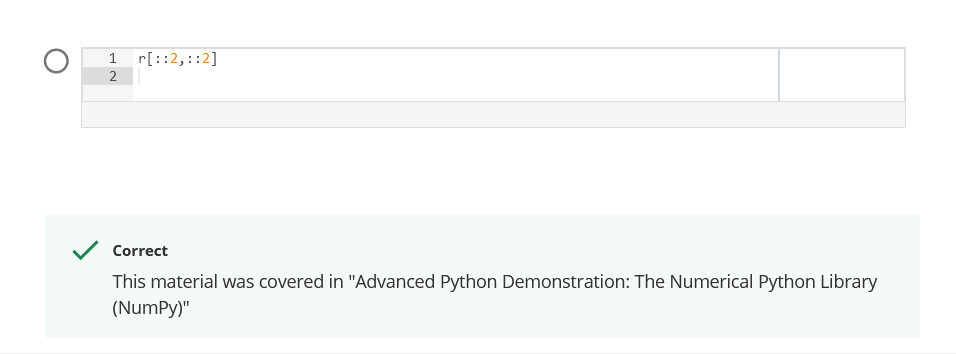 1 r[::2,::2]
2
Correct
This material was covered in "Advanced Python Demonstration: The Numerical Python Library
(NumPy)"